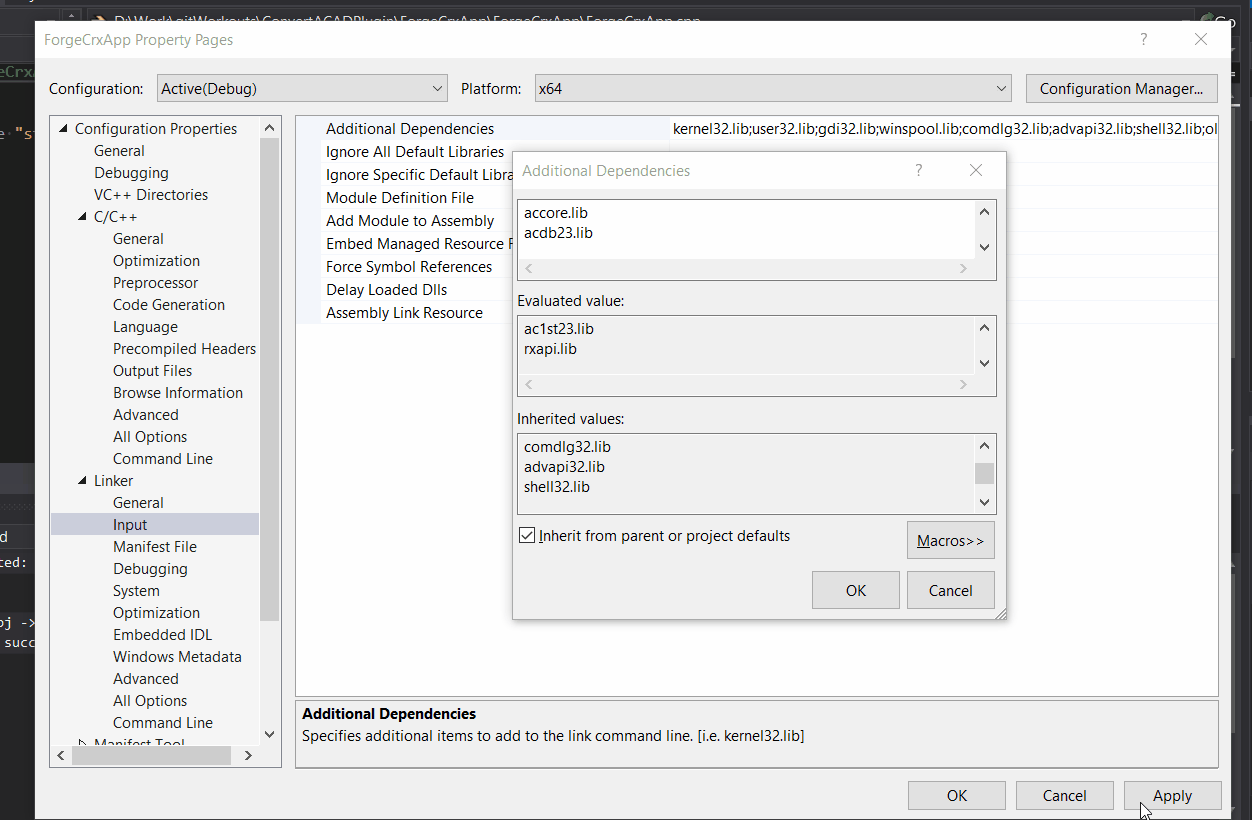 ForgeCrxApp Property Pages
?
Configuration:
Active(Debug)
Platform:
x64
Configuration Manager...
Configuration Properties
General
Debugging
VC++ Directories
C/C++
General
Optimization
Preprocessor
Code Generation
Language
Precompiled Headers
Output Files
Browse Information
Advanced
All Options
Command Line
Linker
General
Input
Manifest File
Debugging
System
Optimization
Embedded IDL
Windows Metadata
Advanced
All Options
Command Line
Manifest Tool
Additional Dependencies
kernel32.lib;user32.lib;gdi32.lib;winspool.lib;comdlg32.lib;advapi32.lib;shell32.lib;ol
Ignore All Default Libraries
Ignore Specific Default Libra
Module Definition File
Add Module to Assembly
Embed Managed Resource F
Force Symbol References
Delay Loaded Dlls
Assembly Link Resource
Additional Dependencies
?
accore.lib
acdb23.lib
Evaluated value:
ac1st23.lib
rxapi.lib
Inherited values:
comdlg32.lib
advapi32.lib
shell32.lib
Inherit from parent or project defaults
Macros>>
OK
Cancel
Additional Dependencies
Specifies additional items to add to the link command line. [i.e. kernel32.lib]
OK
Cancel
Apply